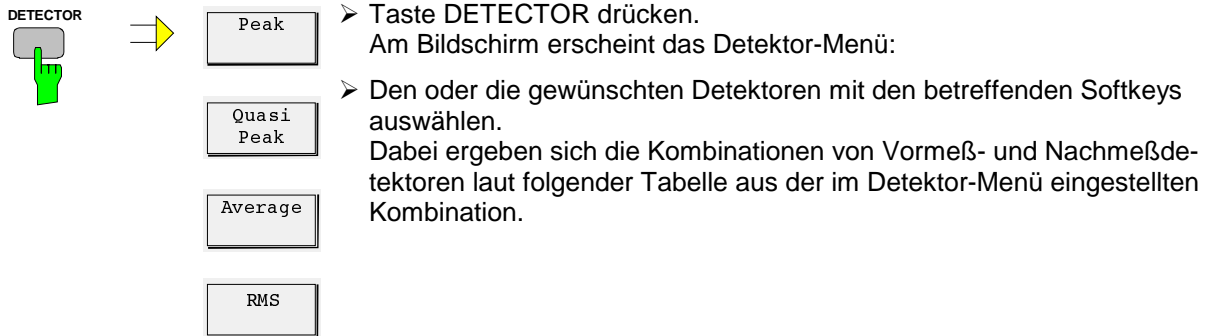 DETECTOR
Peak
Quasi
Peak
Average
RMS
➢ Taste DETECTOR drücken.
Am Bildschirm erscheint das Detektor-Menü:
➢ Den oder die gewünschten Detektoren mit den betreffenden Softkeys
auswählen.
Dabei ergeben sich die Kombinationen von Vormeß- und Nachmeßde-
tektoren laut folgender Tabelle aus der im Detektor-Menü eingestellten
Kombination.